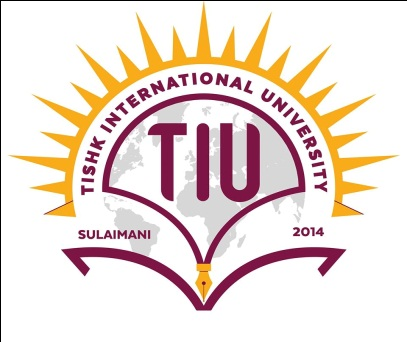 TISHK INTERNATIONAL UNIVERSITY
TIU
SULAIMANI
2014